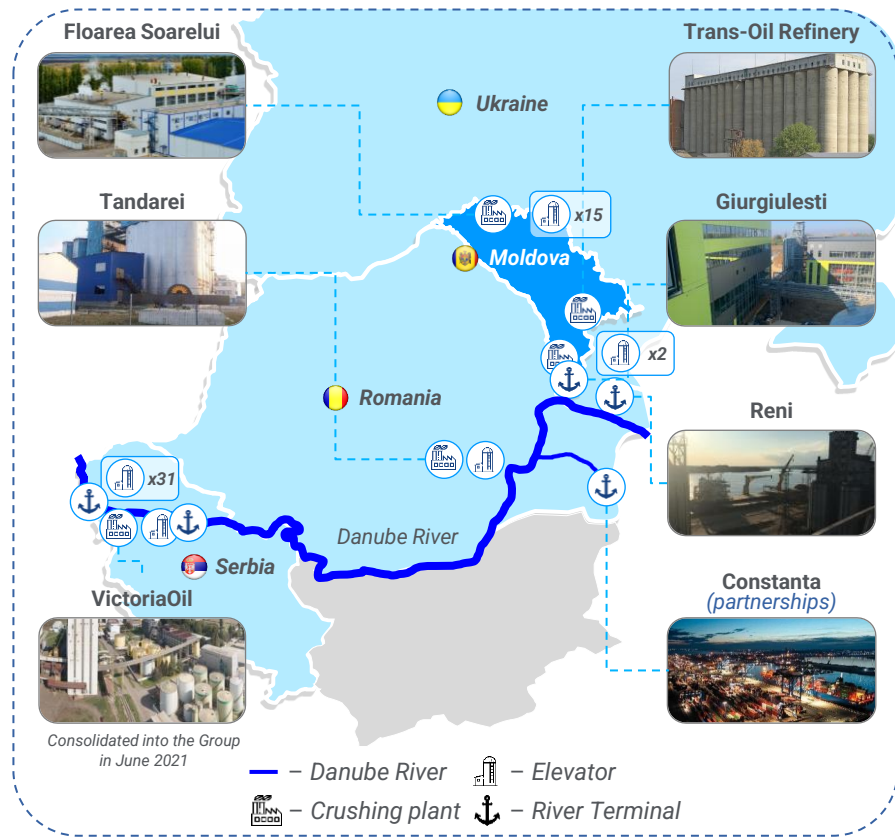 Floarea Soarelui
Trans-Oil Refinery
Ukraine
x15
Tandarei
Giurgiulesti
Moldova
x2
Romania
Reni
x31
Danube River
Serbia
VictoriaOil
Constanta
(partnerships)
Consolidated into the Group
in June 2021
– Danube River
– Elevator
– Crushing plant
– River Terminal